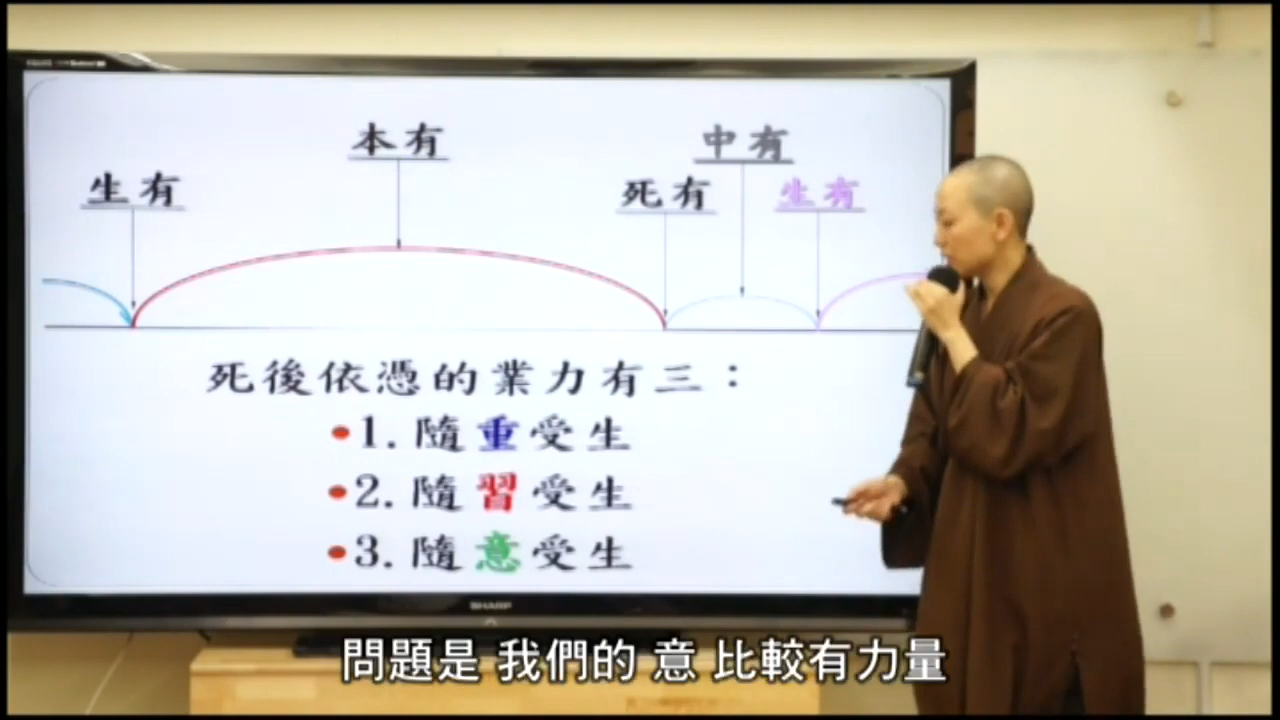 本有
中有
生有
死有
生有
死後依憑的業力有三：
1.隨重受生
2.隨習受生
3.隨意受生
SHARP
問題是 我們的 意 比較有力量